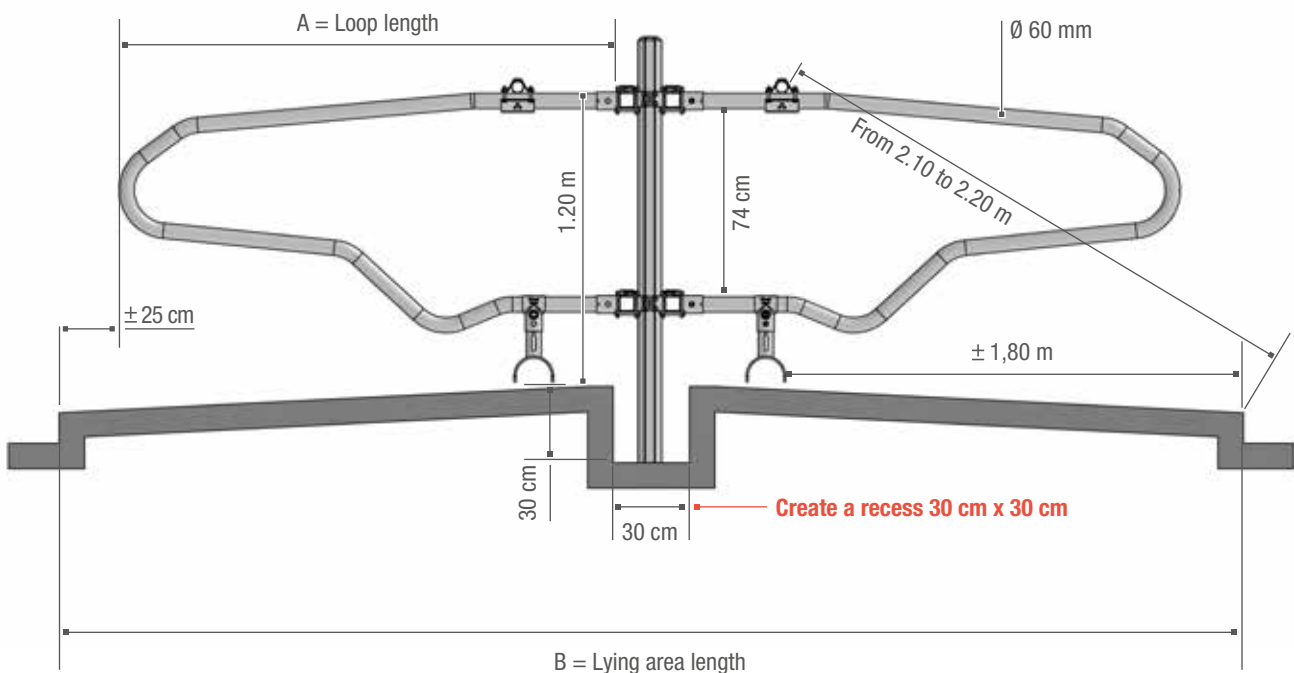 A = Loop length
Ø 60 mm
From 2.10 to 2.20 m
1.20 m
74 cm
± 25 cm
± 1,80 m
30 cm
30 cm
Create a recess 30 cm x 30 cm
B = Lying area length